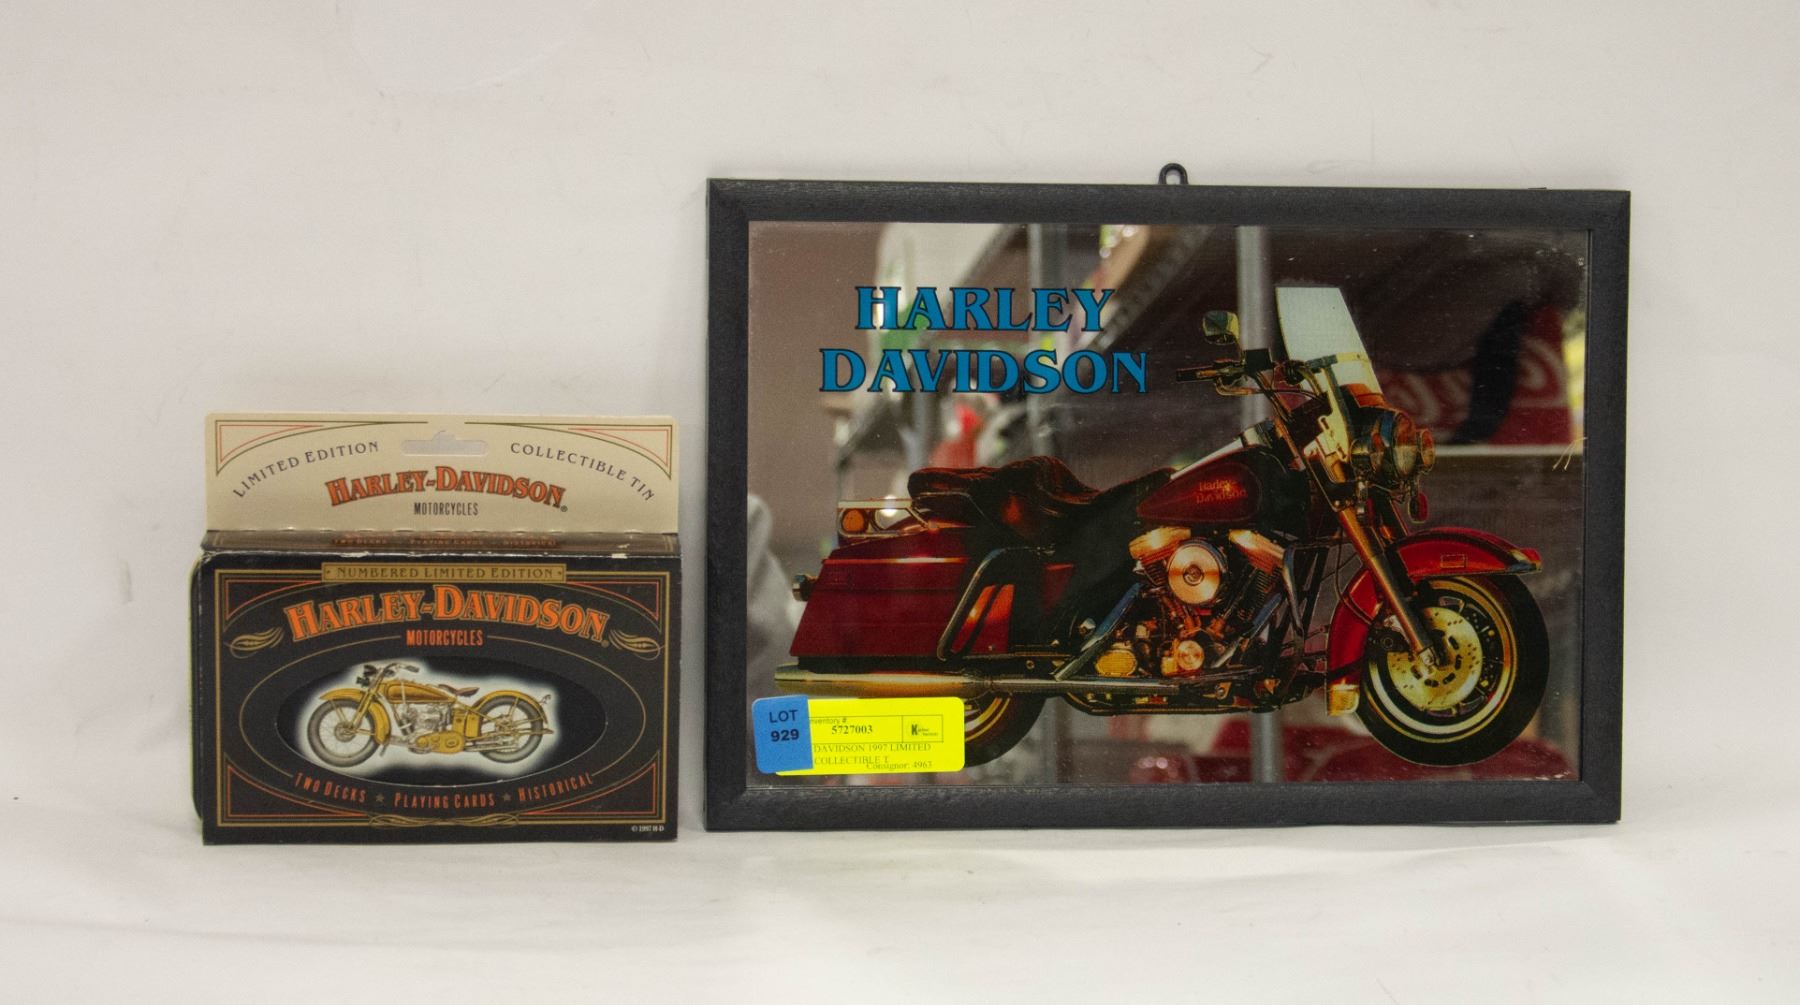 LIMITED EDITION
COLLECTIBLE TIN
HARLEY-DAVIDSON®
MOTORCYCLES
NUMBERED LIMITED EDITION
HARLEY-DAVIDSON®
MOTORCYCLES
TWO DECKS ★ PLAYING CARDS ★ HISTORICAL
© 1997 H-D
HARLEY
DAVIDSON
Harley-
Davidson
LOT
929
Inventory #
5727003
DAVIDSON 1997 LIMITED
COLLECTIBLE T
Consignor: 4963